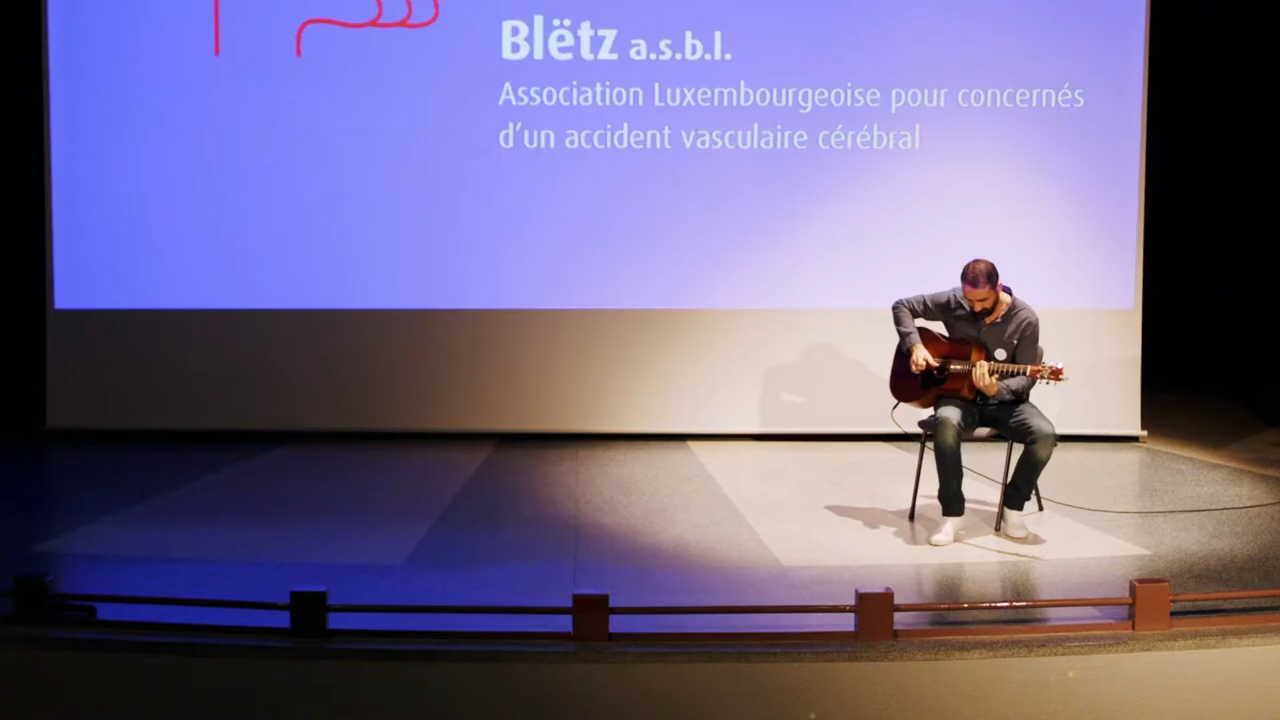 Blëtz a.s.b.l.
Association Luxembourgeoise pour concernés
d'un accident vasculaire cérébral